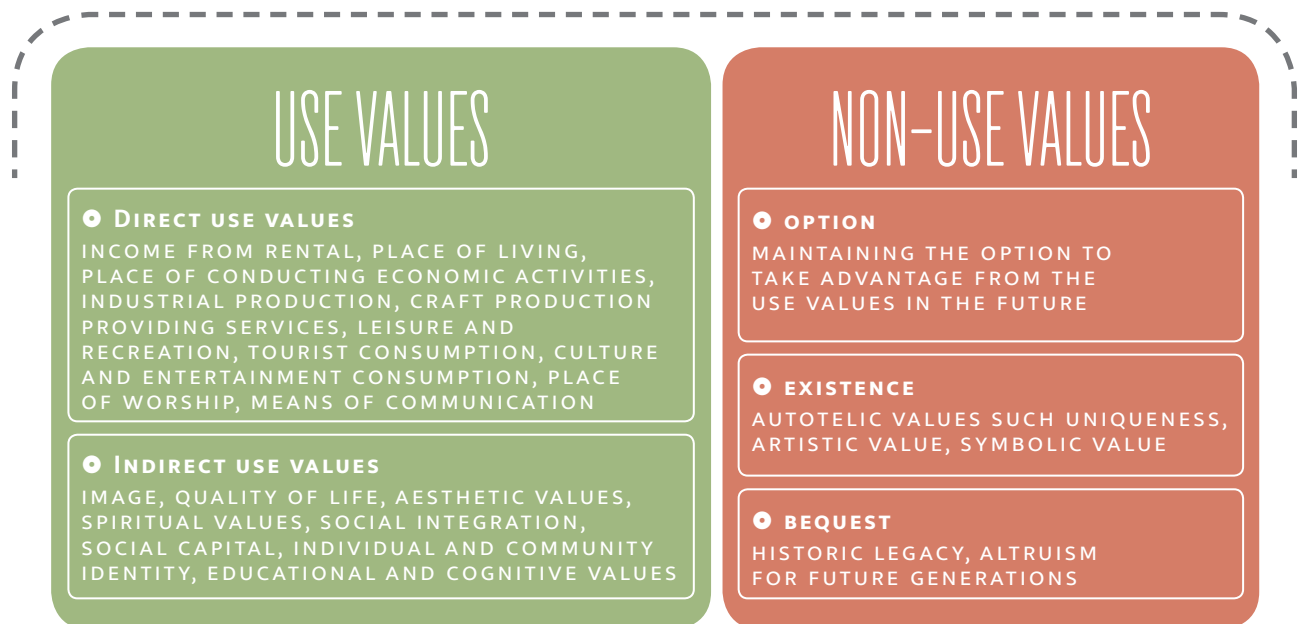 USE VALUES
DIRECT USE VALUES
INCOME FROM RENTAL, PLACE OF LIVING,
PLACE OF CONDUCTING ECONOMIC ACTIVITIES,
INDUSTRIAL PRODUCTION, CRAFT PRODUCTION
PROVIDING SERVICES, LEISURE AND
RECREATION, TOURIST CONSUMPTION, CULTURE
AND ENTERTAINMENT CONSUMPTION, PLACE
OF WORSHIP, MEANS OF COMMUNICATION
INDIRECT USE VALUES
IMAGE, QUALITY OF LIFE, AESTHETIC VALUES,
SPIRITUAL VALUES, SOCIAL INTEGRATION,
SOCIAL CAPITAL, INDIVIDUAL AND COMMUNITY
IDENTITY, EDUCATIONAL AND COGNITIVE VALUES
NON-USE VALUES
OPTION
MAINTAINING THE OPTION TO
TAKE ADVANTAGE FROM THE
USE VALUES IN THE FUTURE
EXISTENCE
AUTOTELIC VALUES SUCH UNIQUENESS,
ARTISTIC VALUE, SYMBOLIC VALUE
BEQUEST
HISTORIC LEGACY, ALTRUISM
FOR FUTURE GENERATIONS